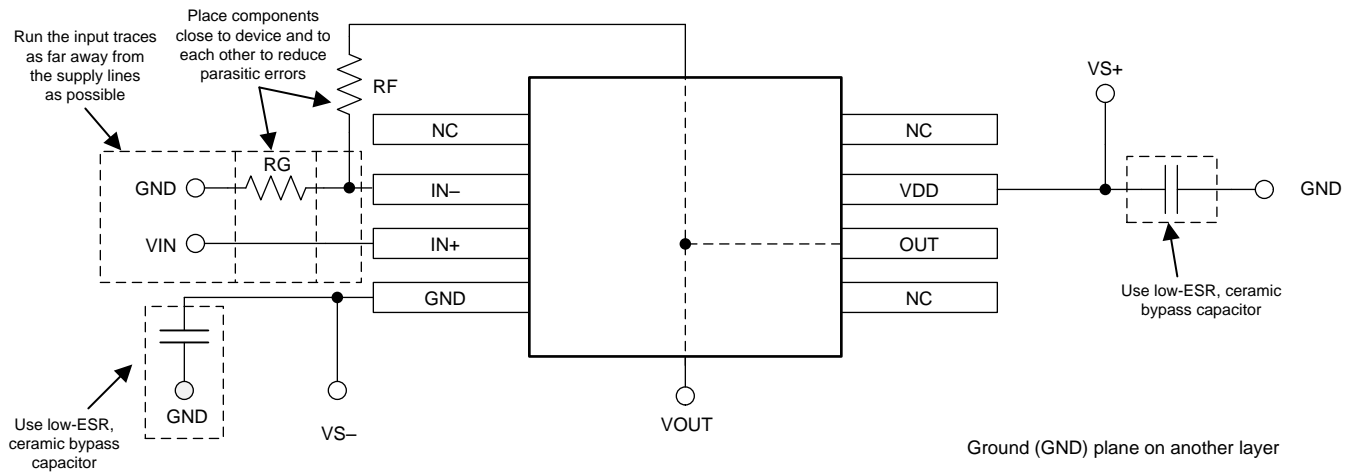 Place components
close to device and to
each other to reduce
parasitic errors
Run the input traces
as far away from
the supply lines
as possible
VS+
RF
NC
NC
RG
GND
IN–
VDD
GND
VIN
IN+
OUT
GND
NC
Use low-ESR, ceramic
bypass capacitor
GND
Use low-ESR,
ceramic bypass
capacitor
VS–
VOUT
Ground (GND) plane on another layer